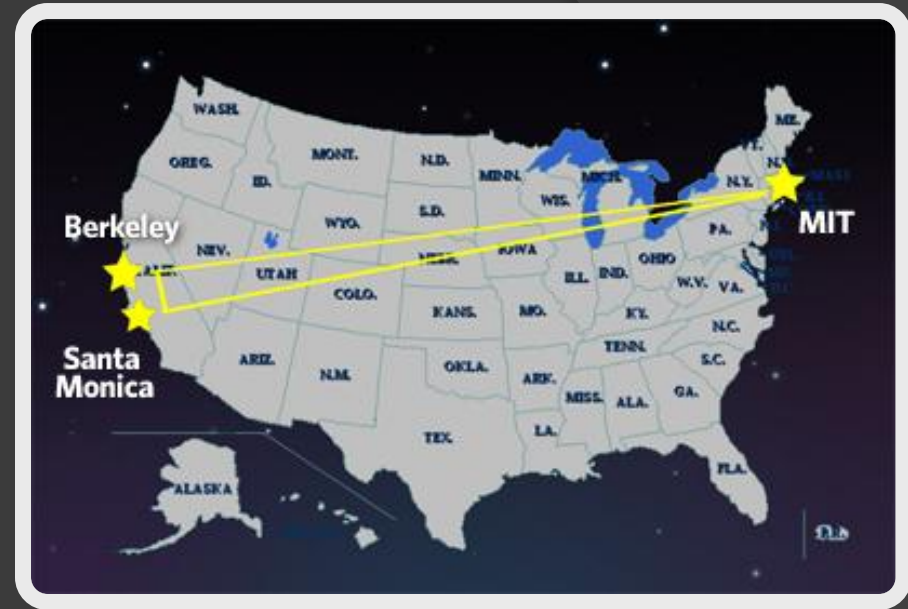 WASH.
ME.
MONT.
N.D.
OREG.
MINN.
MICH.
N.Y.
ID.
WIS.
S.D.
WYO.
MIT
PA.
Berkeley
NEV.
IOWA
OHIO
UTAH
ILL.
IND.
W.V.
VA.
COLO.
KANS.
MO.
KY.
N.C.
TENN.
Santa
Monica
ARIZ.
S.C.
OKLA.
N.M.
ARK.
GA.
MISS.
ALA.
TEX.
LA.
FLA.
ALASKA